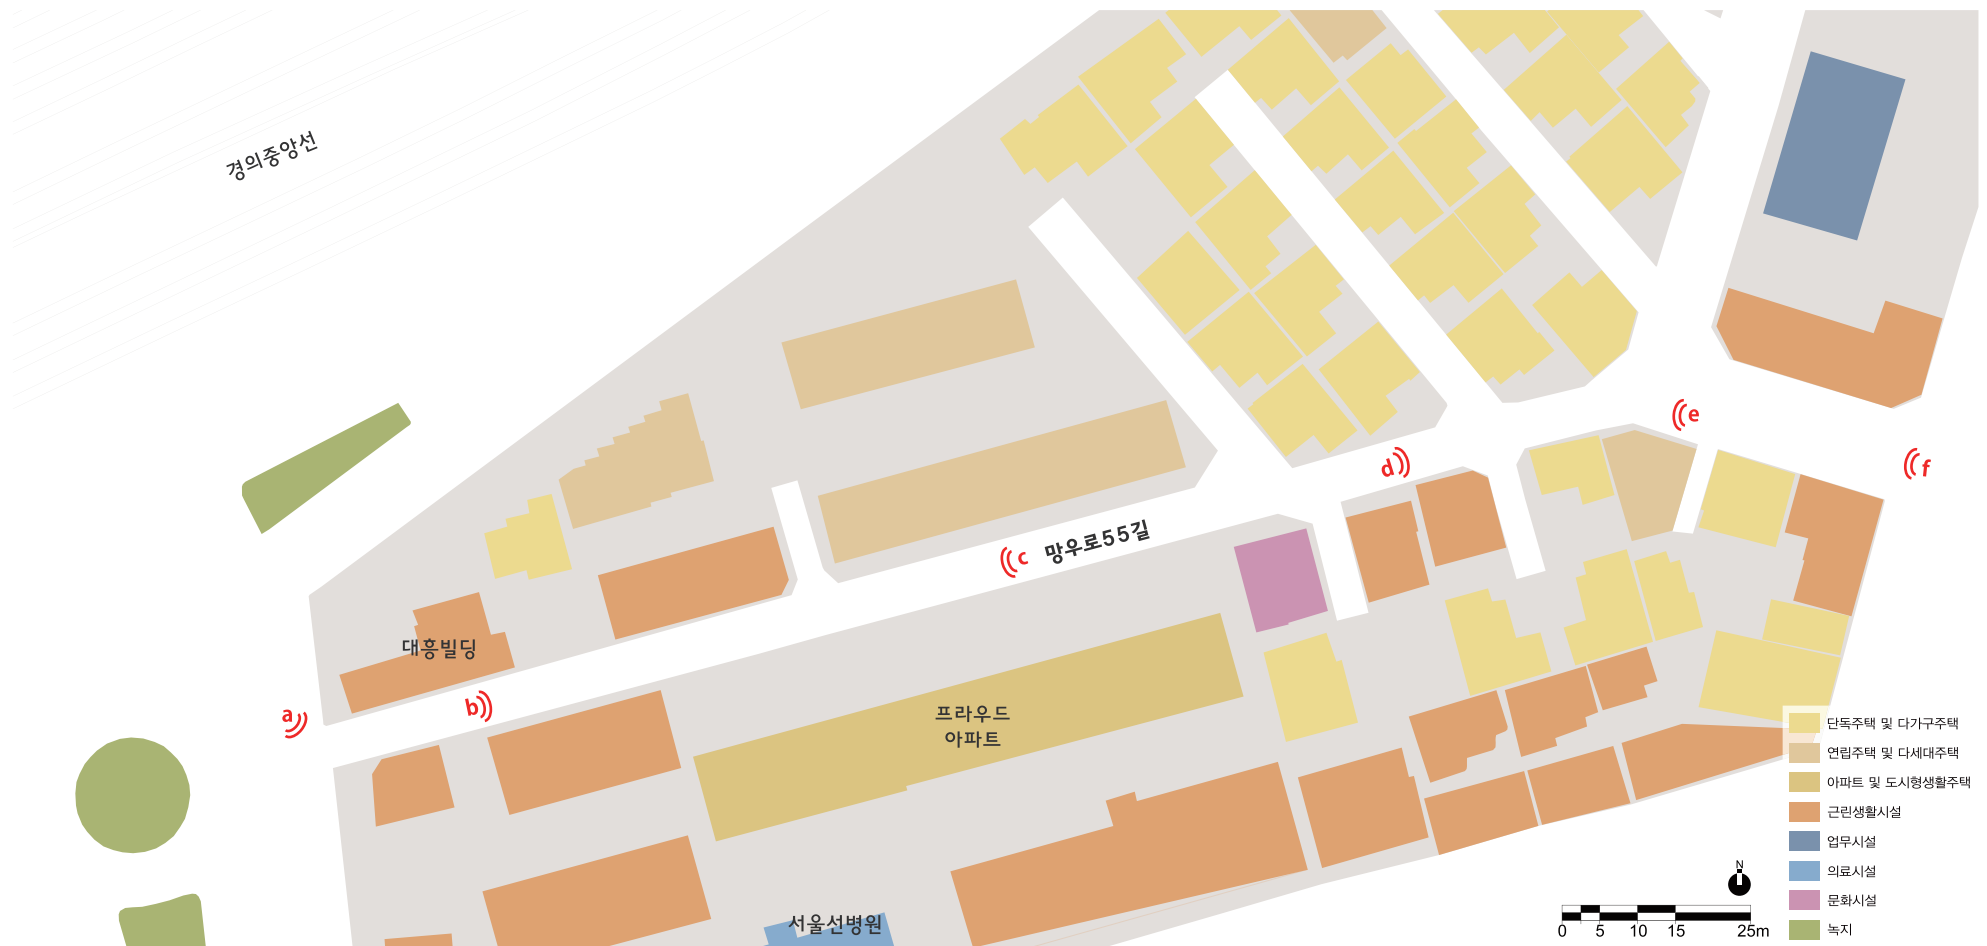 경의중앙선
대흥빌딩
망우로55길
프라우드
아파트
서울선병원
a
b
c
d
e
f
단독주택 및 다가구주택
연립주택 및 다세대주택
아파트 및 도시형생활주택
근린생활시설
업무시설
의료시설
문화시설
녹지
N
0 5 10 15 25m